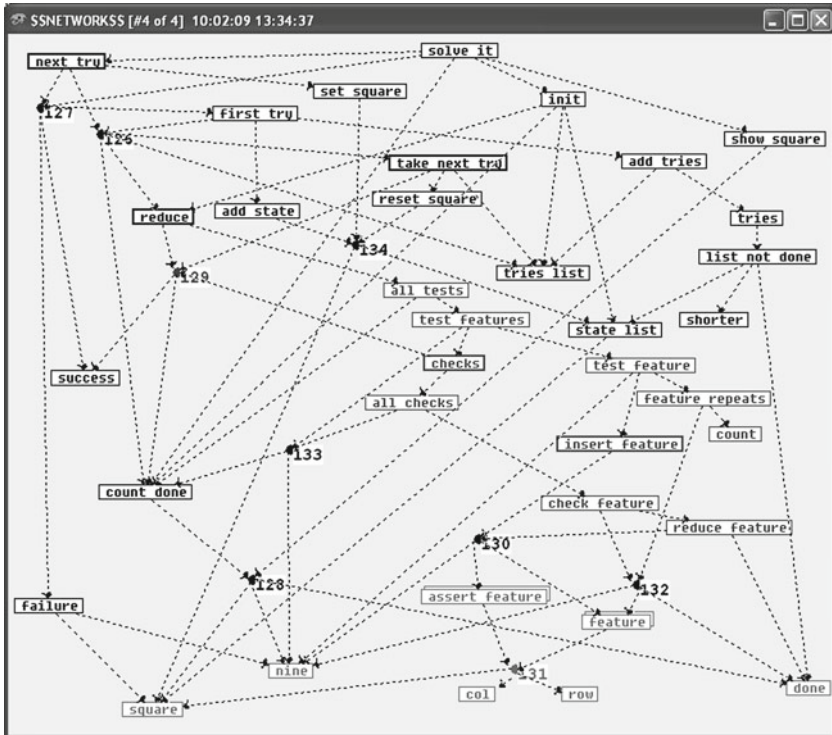 SSNETWORKSS [#4 of 4] 10:02:09 13:34:37
solve it
next try
set square
init
127
first try
126
show square
take next try
add tries
reset square
reduce
add state
tries
134
list not done
129
tries list
all tests
test features
state list
shorter
checks
test feature
success
all checks
feature repeats
count
insert feature
133
count done
check feature
reduce feature
130
128
132
assert feature
failure
feature
nine
131
col
row
done
square